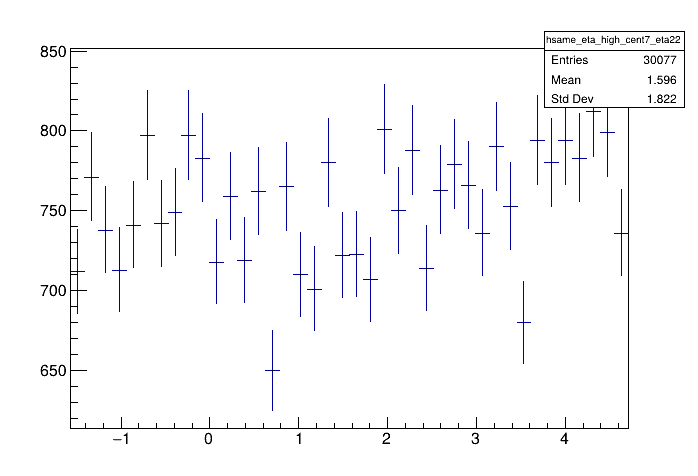 hsame_eta_high_cent7_eta22
Entries 30077
Mean 1.596
Std Dev 1.822
850
800
750
700
650
−1 0 1 2 3 4